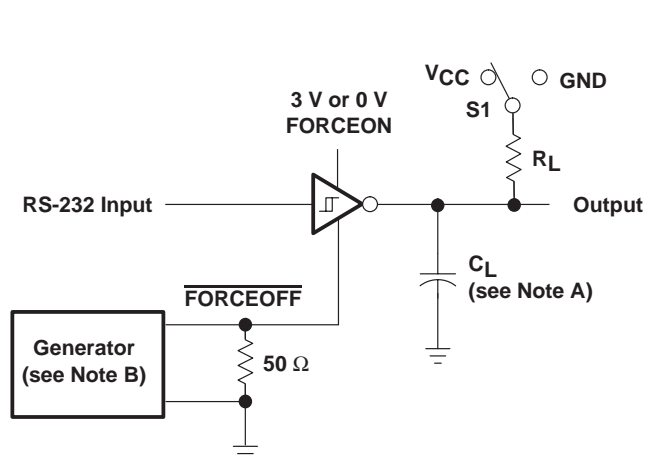 VCC
GND
S1
3 V or 0 V
FORCEON
RL
RS-232 Input
Output
CL
(see Note A)
FORCEOFF
Generator
(see Note B)
50 Ω